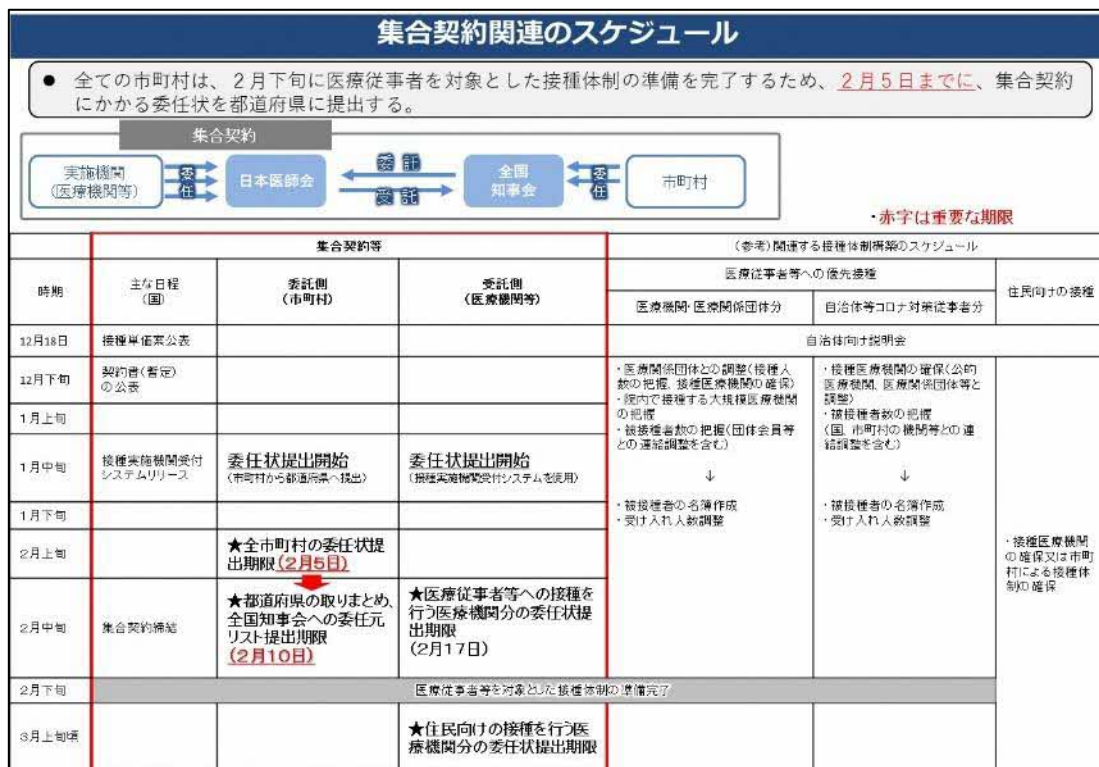 集合契約関連のスケジュール
● 全ての市町村は、2月下旬に医療従事者を対象とした接種体制の準備を完了するため、2月5日までに、集合契約
にかかる委任状を都道府県に提出する。
集合契約
実施機関
(医療機関等)
委任
日本医師会
委託
受託
全国
知事会
委任
市町村
・赤字は重要な期限
時期
集合契約等
(参考)関連する接種体制構築のスケジュール
主な日程
(国)
委託側
(市町村)
受託側
(医療機関等)
医療従事者等への優先接種
住民向けの接種
医療機関・医療関係団体分
自治体等コロナ対策従事者分
12月18日
接種単価案公表
自治体向け説明会
12月下旬
契約書(暫定)
の公表
・医療関係団体との調整(接種人
数の把握、接種医療機関の確保)
・院内で接種する大規模医療機関
の把握
・被接種者数の把握(団体会員等
との連絡調整を含む)
↓
・被接種者の名簿作成
・受け入れ人数調整
・接種医療機関の確保(公的
医療機関、医療関係団体等と
調整)
・被接種者数の把握
(国、市町村の機関等との連
絡調整を含む)
↓
・被接種者の名簿作成
・受け入れ人数調整
・接種医療機関
の確保又は市町
村による接種体
制の確保
1月上旬
1月中旬
接種実施機関受付
システムリリース
委任状提出開始
(市町村から都道府県へ提出)
委任状提出開始
(接種実施機関受付システムを使用)
1月下旬
2月上旬
★全市町村の委任状提
出期限(2月5日)
2月中旬
集合契約締結
★都道府県の取りまとめ、
全国知事会への委任元
リスト提出期限
(2月10日)
★医療従事者等への接種を
行う医療機関分の委任状提
出期限
(2月17日)
2月下旬
医療従事者等を対象とした接種体制の準備完了
3月上旬頃
★住民向けの接種を行う医
療機関分の委任状提出期限